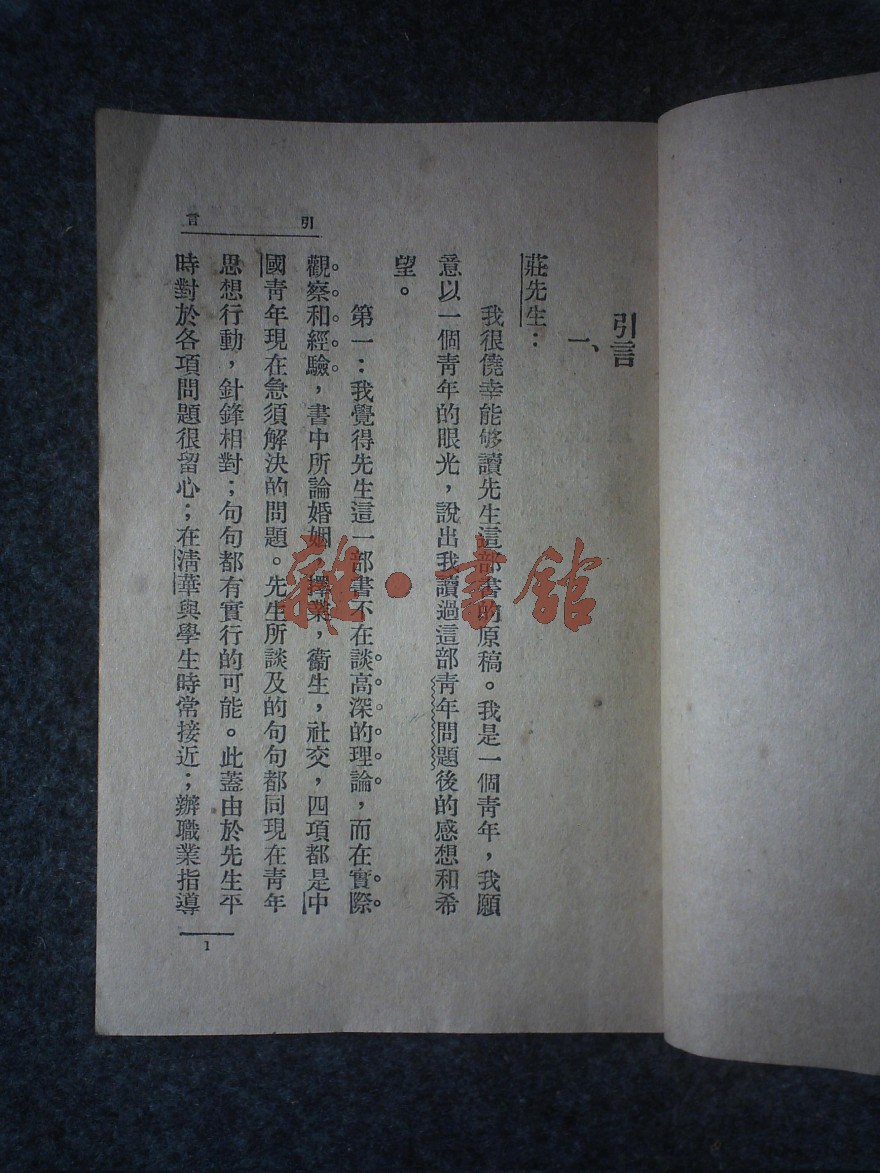 引言
一、
莊先生：
我很僥幸能够讀先生這部書的原稿。我是一個靑年，我願
意以一個靑年的眼光，說出我讀過這部靑年問題後的感想和希
望。
第一：我覺得先生這一部書不在談高深的理論，而在實際
觀察和經驗，書中所論婚姻，擇業，衞生，社交，四項都是中
國靑年現在急須解決的問題。先生所談及的句句都同現在靑年
思想行動，針鋒相對；句句都有實行的可能。此蓋由於先生平
時對於各項問題很留心；在淸華與學生時常接近；辦職業指導
引言
1
雜·書館